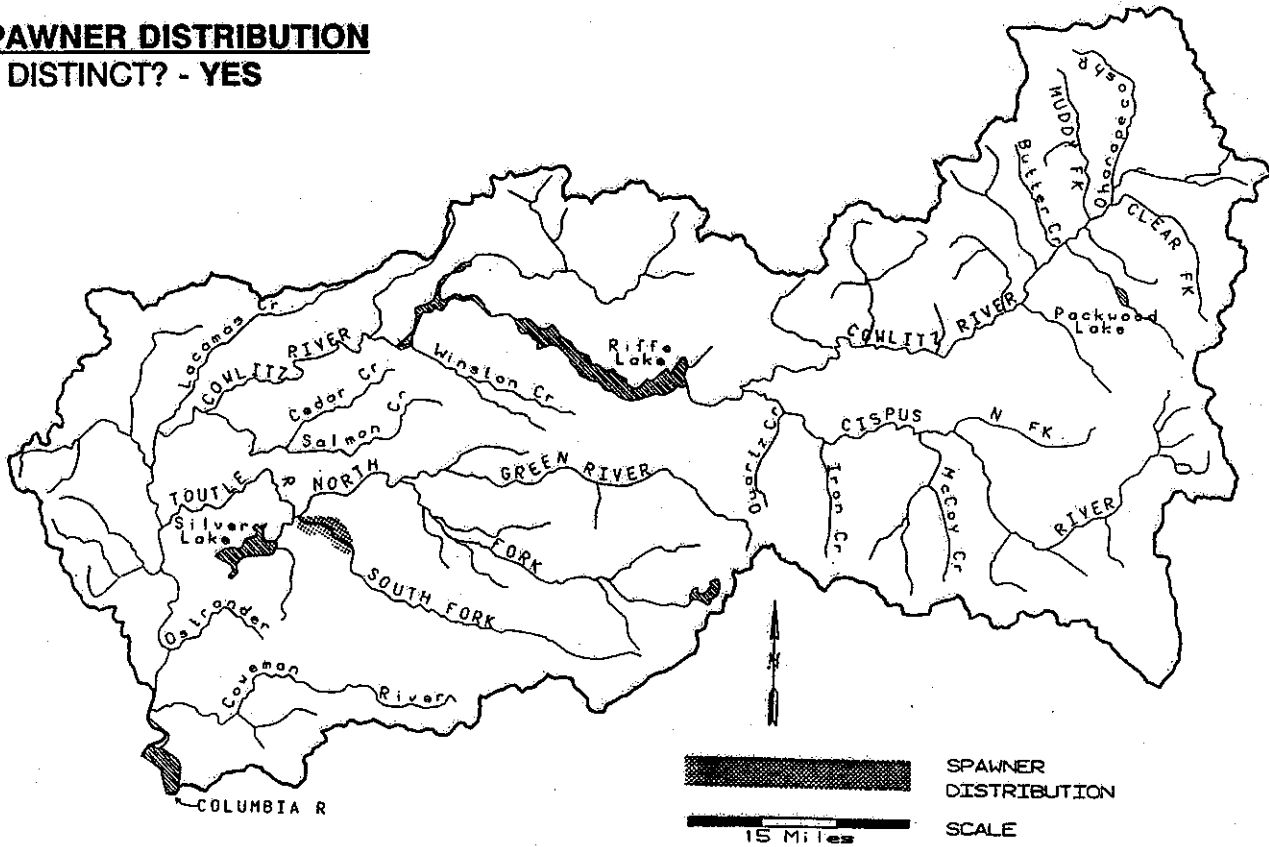 PAWNER DISTRIBUTION
DISTINCT? - YES
MUDDY FK
Butter Cr
Ohanapeco
CLEAR
FK
Packwood
Lake
COWLITZ RIVER
Lacamas Cr
COWLITZ RIVER
Riffe
Lake
Winston Cr
Cedar Cr
Salmon Cr
CISPUS
N FK
RIVER
Quartz Cr
Iron Cr
McCoy Cr
TOUTLE R
NORTH
FORK
GREEN RIVER
Silver
Lake
SOUTH FORK
Ostrander
Coweman
River
N
COLUMBIA R
SPAWNER
DISTRIBUTION
15 Miles
SCALE